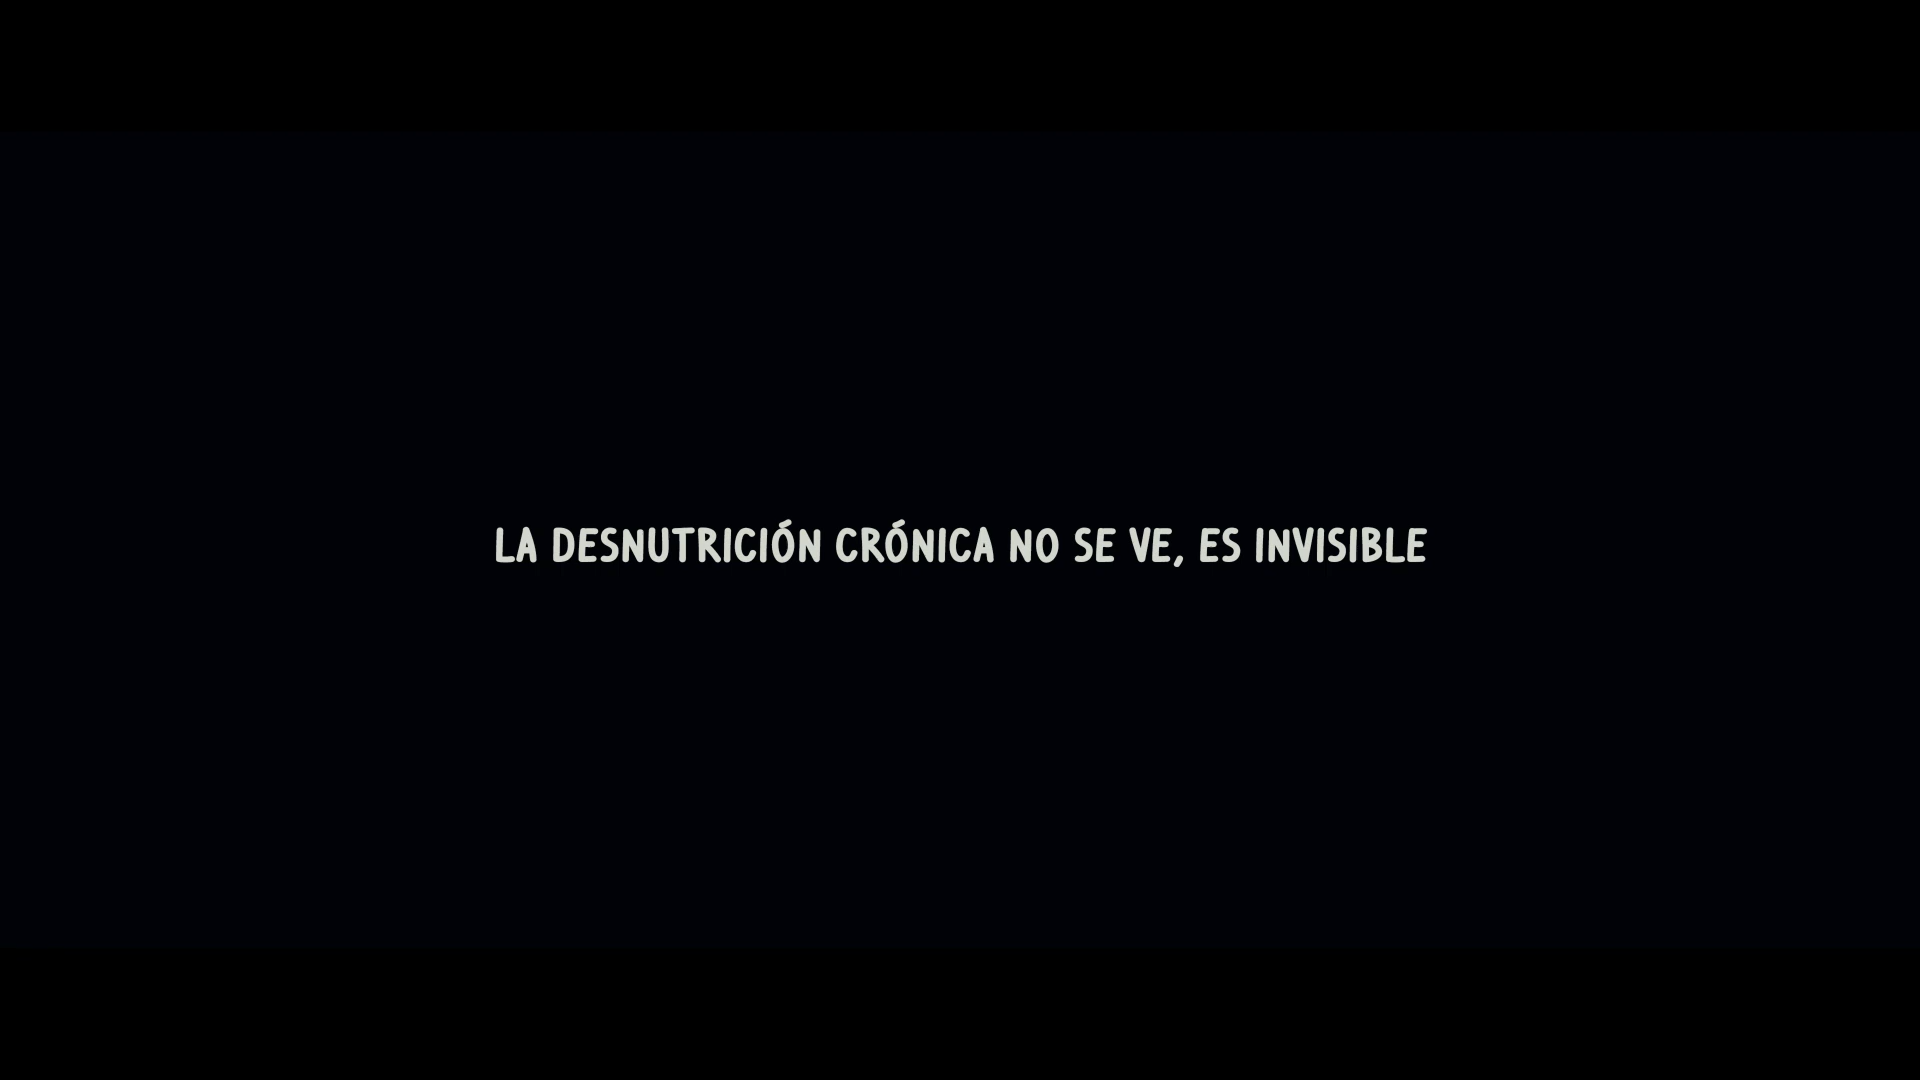 LA DESNUTRICIÓN CRÓNICA NO SE VE, ES INVISIBLE